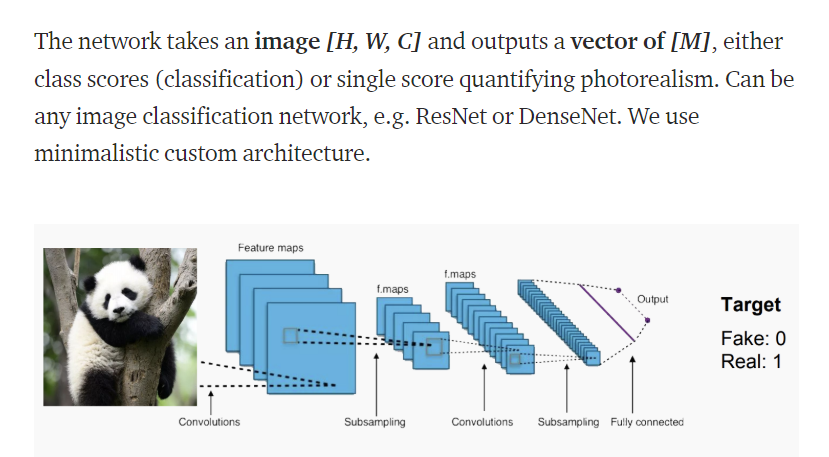 The network takes an image [H, W, C] and outputs a vector of [M], either
class scores (classification) or single score quantifying photorealism. Can be
any image classification network, e.g. ResNet or DenseNet. We use
minimalistic custom architecture.
Feature maps
f.maps
f.maps
Output
Target
Fake: 0
Real: 1
Convolutions
Subsampling
Convolutions
Subsampling
Fully connected